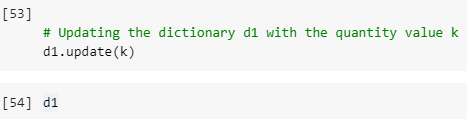 [53]
# Updating the dictionary d1 with the quantity value k
d1.update(k)
[54] d1